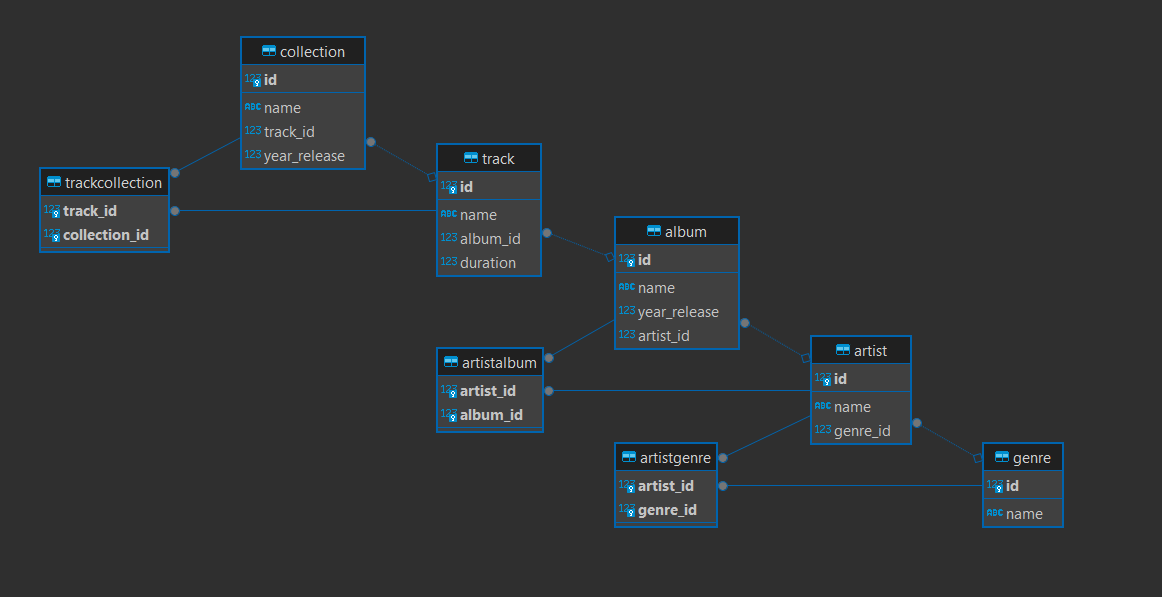 collection
123 id
ABC name
123 track_id
123 year_release
trackcollection
123 track_id
123 collection_id
track
123 id
ABC name
123 album_id
123 duration
album
123 id
ABC name
123 year_release
123 artist_id
artistalbum
123 artist_id
123 album_id
artist
123 id
ABC name
123 genre_id
artistgenre
123 artist_id
123 genre_id
genre
123 id
ABC name